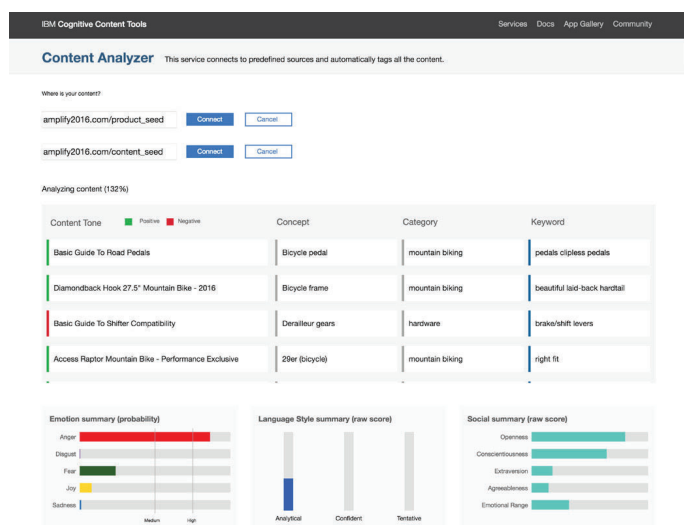 IBM Cognitive Content Tools
Services Docs App Gallery Community
Content Analyzer This service connects to predefined sources and automatically tags all the content.
Where is your content?
amplify2016.com/product_seed Connect Cancel
amplify2016.com/content_seed Connect Cancel
Analyzing content (132%)
Content Tone Positive Negative Concept Category Keyword
Basic Guide To Road Pedals Bicycle pedal mountain biking pedals clipless pedals
Diamondback Hook 27.5" Mountain Bike - 2016 Bicycle frame mountain biking beautiful laid-back hardtail
Basic Guide To Shifter Compatibility Derailleur gears hardware brake/shift levers
Access Raptor Mountain Bike - Performance Exclusive 29er (bicycle) mountain biking right fit
Emotion summary (probability)
Anger
Disgust
Fear
Joy
Sadness
Medium High
Language Style summary (raw score)
Analytical Confident Tentative
Social summary (raw score)
Openness
Conscientiousness
Extraversion
Agreeableness
Emotional Range